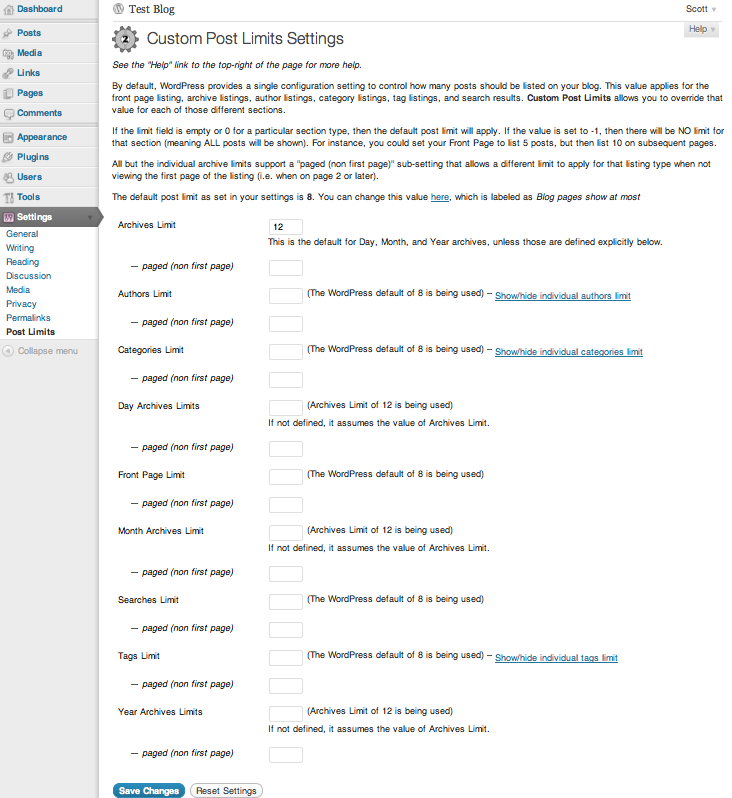 Dashboard
Posts
Media
Links
Pages
Comments
Appearance
Plugins
Users
Tools
Settings
General
Writing
Reading
Discussion
Media
Privacy
Permalinks
Post Limits
Collapse menu
Test Blog
Scott
Help
2
Custom Post Limits Settings
See the "Help" link to the top-right of the page for more help.
By default, WordPress provides a single configuration setting to control how many posts should be listed on your blog. This value applies for the
front page listing, archive listings, author listings, category listings, tag listings, and search results. Custom Post Limits allows you to override that
value for each of those different sections.
If the limit field is empty or 0 for a particular section type, then the default post limit will apply. If the value is set to -1, then there will be NO limit for
that section (meaning ALL posts will be shown). For instance, you could set your Front Page to list 5 posts, but then list 10 on subsequent pages.
All but the individual archive limits support a "paged (non first page)" sub-setting that allows a different limit to apply for that listing type when not
viewing the first page of the listing (i.e. when on page 2 or later).
The default post limit as set in your settings is 8. You can change this value here, which is labeled as Blog pages show at most
Archives Limit 12
This is the default for Day, Month, and Year archives, unless those are defined explicitly below.
— paged (non first page)
Authors Limit (The WordPress default of 8 is being used) – Show/hide individual authors limit
— paged (non first page)
Categories Limit (The WordPress default of 8 is being used) – Show/hide individual categories limit
— paged (non first page)
Day Archives Limits (Archives Limit of 12 is being used)
If not defined, it assumes the value of Archives Limit.
— paged (non first page)
Front Page Limit (The WordPress default of 8 is being used)
— paged (non first page)
Month Archives Limit (Archives Limit of 12 is being used)
If not defined, it assumes the value of Archives Limit.
— paged (non first page)
Searches Limit (The WordPress default of 8 is being used)
— paged (non first page)
Tags Limit (The WordPress default of 8 is being used) – Show/hide individual tags limit
— paged (non first page)
Year Archives Limits (Archives Limit of 12 is being used)
If not defined, it assumes the value of Archives Limit.
— paged (non first page)
Save Changes Reset Settings